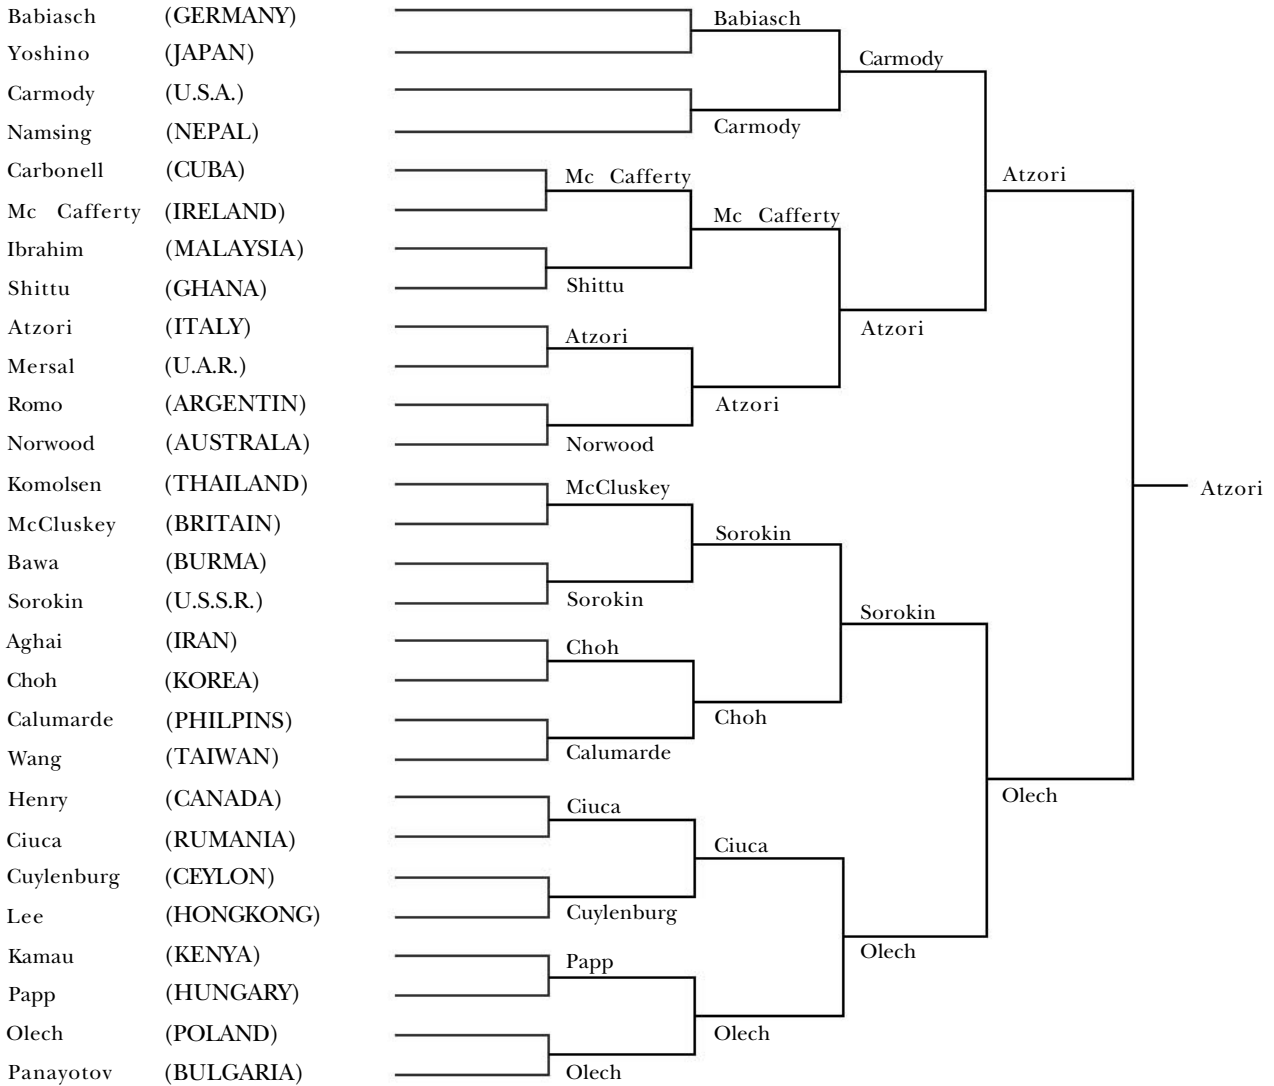 Babiasch (GERMANY)
Yoshino (JAPAN)
Carmody (U.S.A.)
Namsing (NEPAL)
Carbonell (CUBA)
Mc Cafferty (IRELAND)
Ibrahim (MALAYSIA)
Shittu (GHANA)
Atzori (ITALY)
Mersal (U.A.R.)
Romo (ARGENTIN)
Norwood (AUSTRALA)
Komolsen (THAILAND)
McCluskey (BRITAIN)
Bawa (BURMA)
Sorokin (U.S.S.R.)
Aghai (IRAN)
Choh (KOREA)
Calumarde (PHILPINS)
Wang (TAIWAN)
Henry (CANADA)
Ciuca (RUMANIA)
Cuylenburg (CEYLON)
Lee (HONGKONG)
Kamau (KENYA)
Papp (HUNGARY)
Olech (POLAND)
Panayotov (BULGARIA)
Mc Cafferty
Shittu
Atzori
Norwood
McCluskey
Sorokin
Choh
Calumarde
Ciuca
Cuylenburg
Papp
Olech
Babiasch
Carmody
Mc Cafferty
Atzori
Sorokin
Choh
Ciuca
Olech
Carmody
Atzori
Sorokin
Olech
Atzori
Olech
Atzori